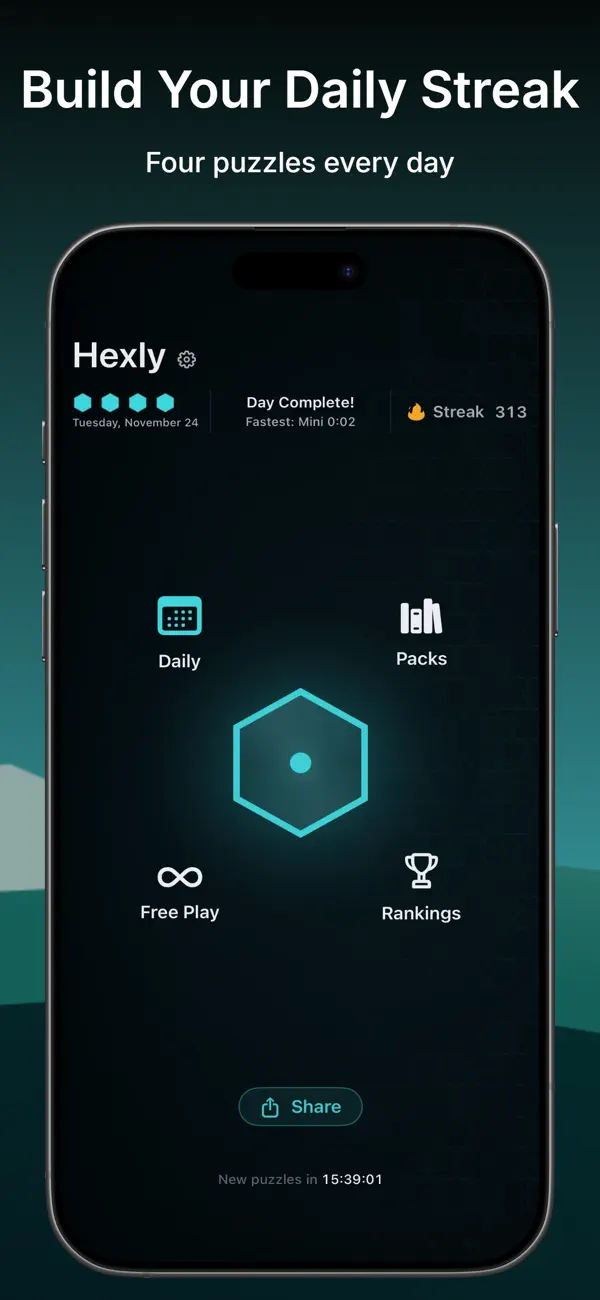 Build Your Daily Streak
Four puzzles every day
Hexly
Tuesday, November 24
Day Complete!
Fastest: Mini 0:02
Streak 313
Daily
Packs
Free Play
Rankings
Share
New puzzles in 15:39:01